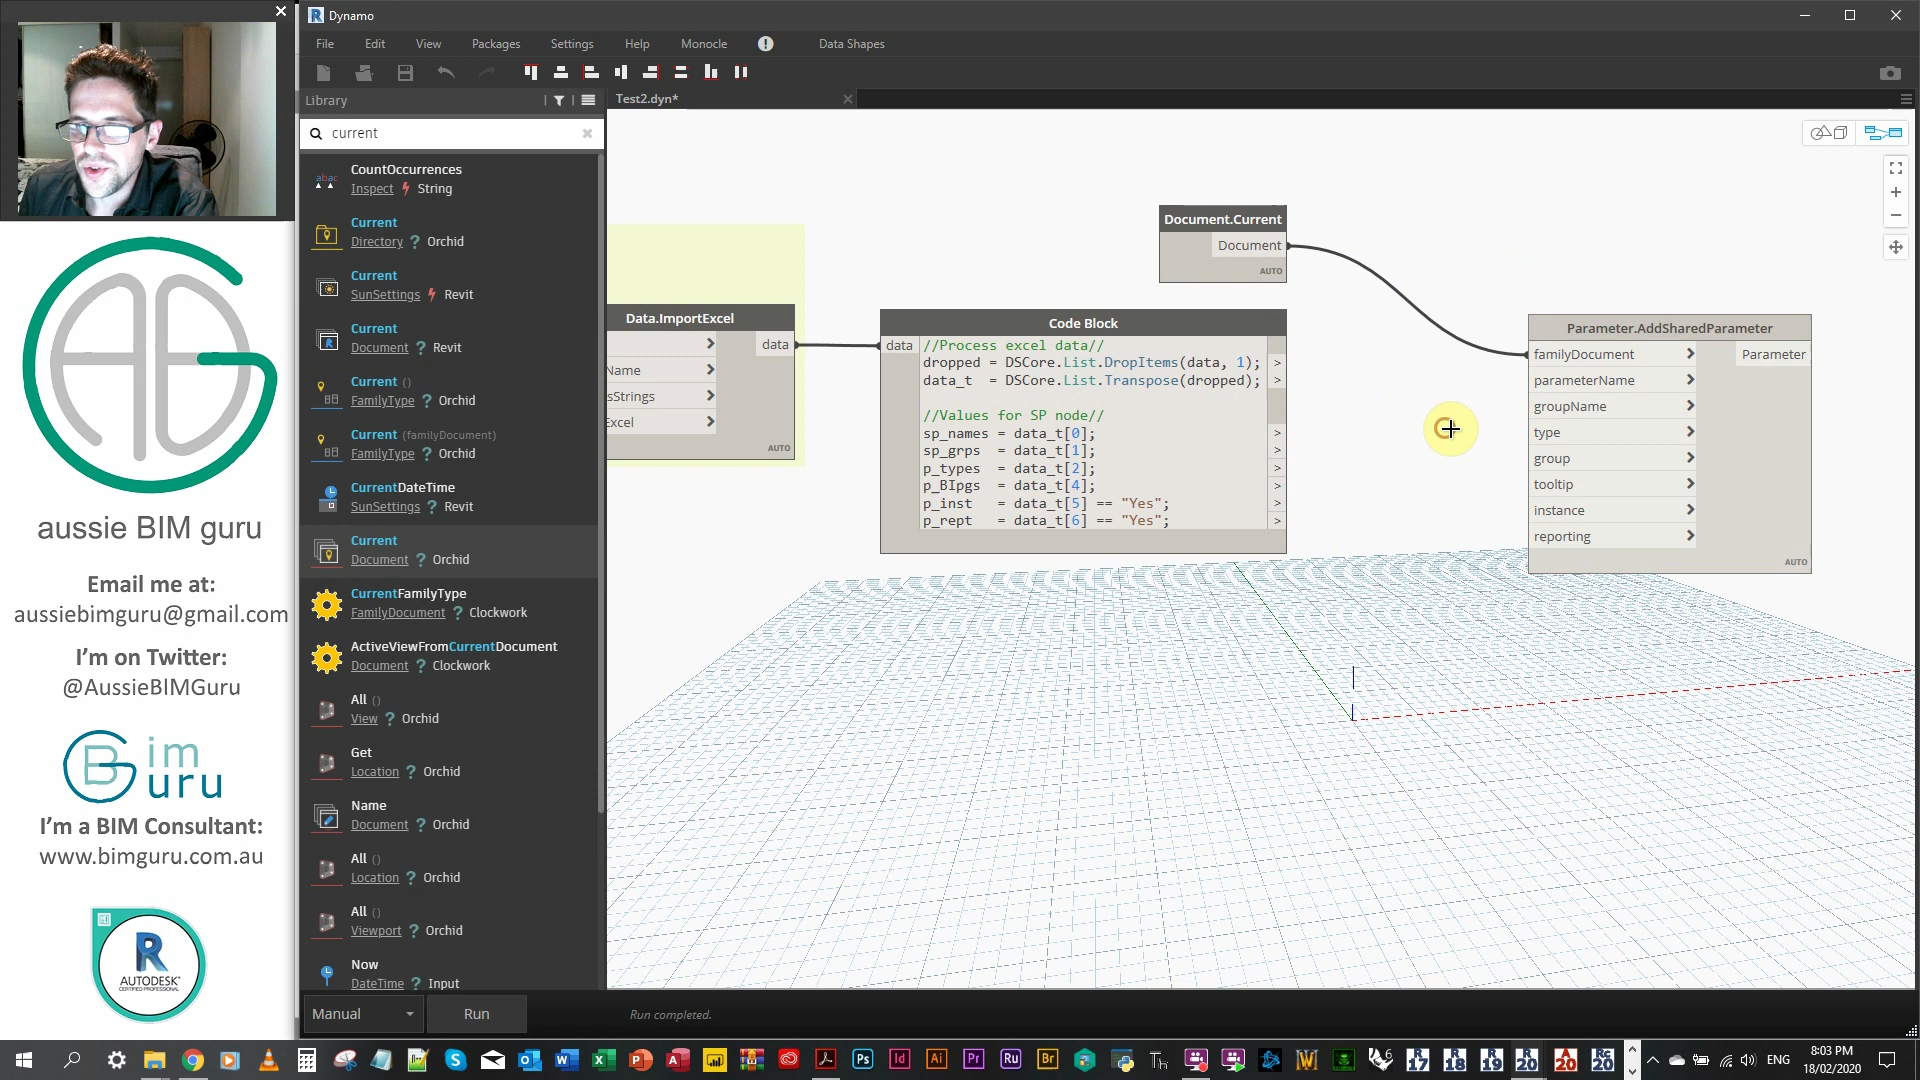 Dynamo
File Edit View Packages Settings Help Monocle Data Shapes
Library
Test2.dyn*
current
CountOccurrences
Inspect String
Current
Directory ? Orchid
Current
SunSettings Revit
Current
Document ? Revit
Current ()
FamilyType ? Orchid
Current (familyDocument)
FamilyType ? Orchid
CurrentDateTime
SunSettings ? Revit
Current
Document ? Orchid
CurrentFamilyType
FamilyDocument ? Clockwork
ActiveViewFromCurrentDocument
Document ? Clockwork
All ()
View ? Orchid
Get
Location ? Orchid
Name
Document ? Orchid
All ()
Location ? Orchid
All ()
Viewport ? Orchid
Now
DateTime ? Input
Manual
Run
Run completed.
aussie BIM guru
Email me at:
aussiebimguru@gmail.com
I'm on Twitter:
@AussieBIMGuru
Bim
Guru
I'm a BIM Consultant:
www.bimguru.com.au
R
AUTODESK
CERTIFIED PROFESSIONAL
Data.ImportExcel
data
Name
sStrings
Excel
AUTO
Code Block
data
//Process excel data//
dropped = DSCore.List.DropItems(data, 1);
data_t = DSCore.List.Transpose(dropped);
//Values for SP node//
sp_names = data_t[0];
sp_grps = data_t[1];
p_types = data_t[2];
p_BIpgs = data_t[4];
p_inst = data_t[5] == "Yes";
p_rept = data_t[6] == "Yes";
Document.Current
Document
AUTO
Parameter.AddSharedParameter
familyDocument
Parameter
parameterName
groupName
type
group
tooltip
instance
reporting
AUTO
ENG
8:03 PM
18/02/2020